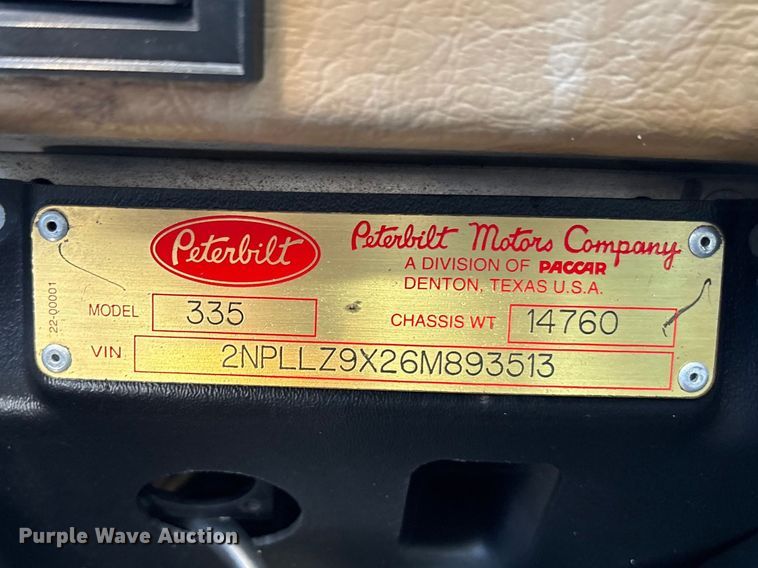 Peterbilt
Peterbilt Motors Company
A DIVISION OF PACCAR
DENTON, TEXAS U.S.A.
MODEL 335
CHASSIS WT 14760
VIN 2NPLLZ9X26M893513
22-00001
Purple Wave Auction